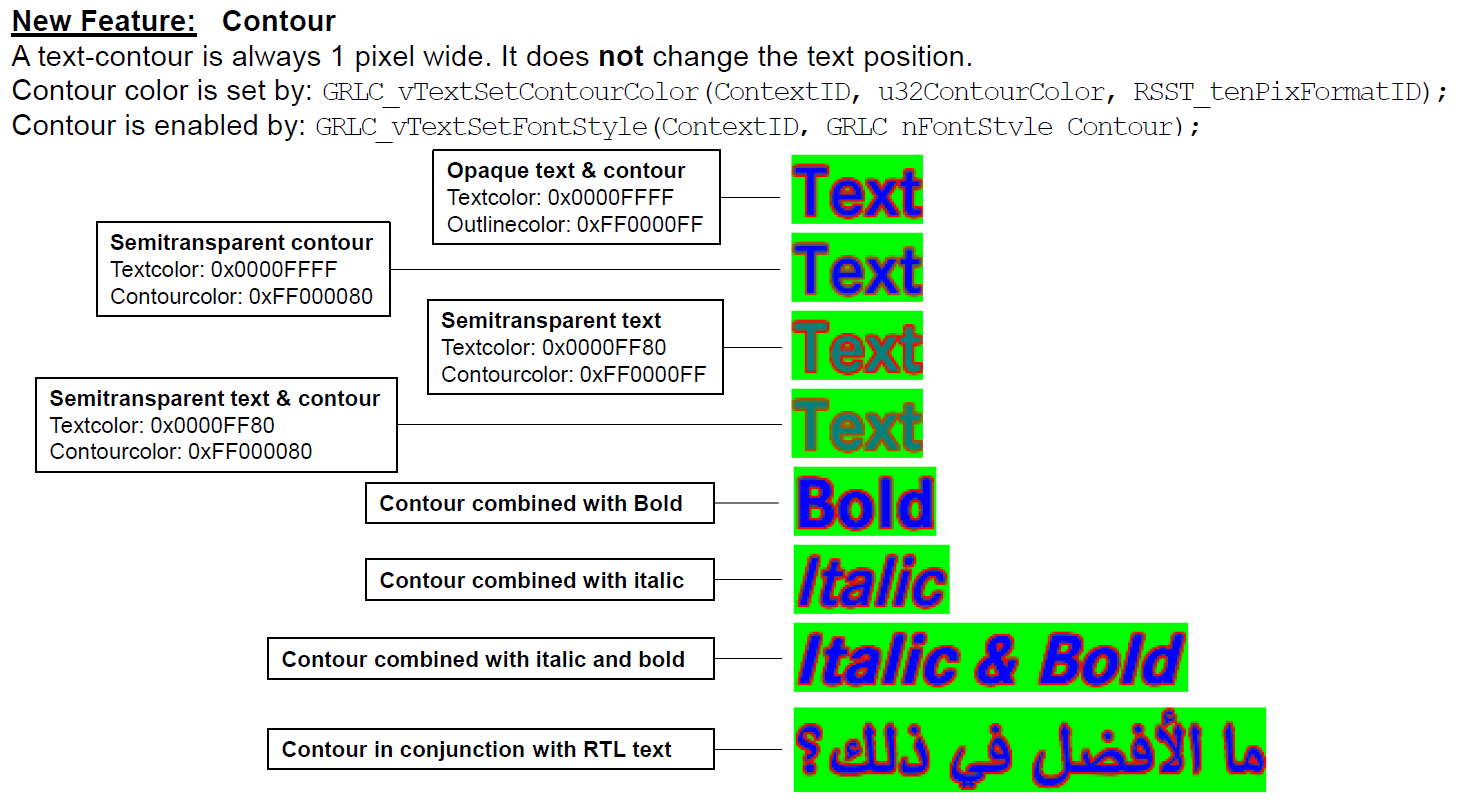 New Feature: Contour
A text-contour is always 1 pixel wide. It does not change the text position.
Contour color is set by: GRLC_vTextSetContourColor(ContextID, u32ContourColor, RSST_tenPixFormatID);
Contour is enabled by: GRLC_vTextSetFontStyle(ContextID, GRLC nFontStyle Contour);
Opaque text & contour
Textcolor: 0x0000FFFF
Outlinecolor: 0xFF0000FF
Text
Semitransparent contour
Textcolor: 0x0000FFFF
Contourcolor: 0xFF000080
Text
Semitransparent text
Textcolor: 0x0000FF80
Contourcolor: 0xFF0000FF
Text
Semitransparent text & contour
Textcolor: 0x0000FF80
Contourcolor: 0xFF000080
Text
Contour combined with Bold
Bold
Contour combined with italic
Italic
Contour combined with italic and bold
Italic & Bold
Contour in conjunction with RTL text
ما الأفضل في ذلك؟